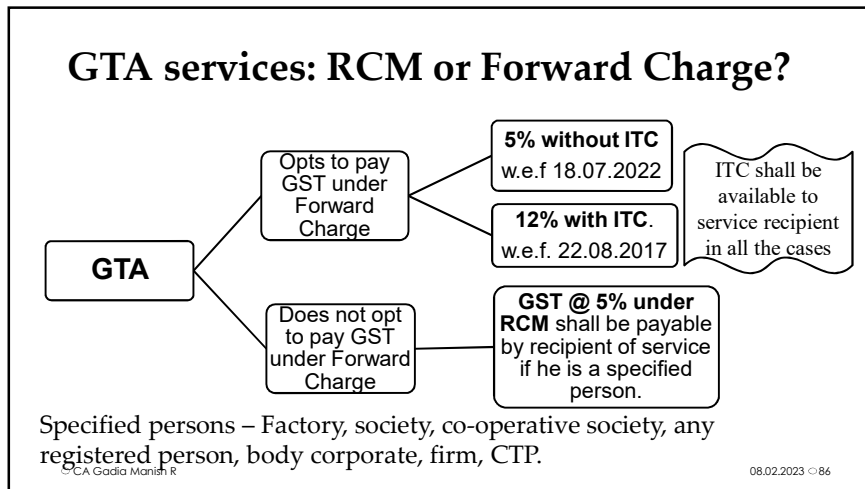 GTA services: RCM or Forward Charge?
GTA
Opts to pay
GST under
Forward
Charge
5% without ITC
w.e.f 18.07.2022
12% with ITC.
w.e.f. 22.08.2017
ITC shall be
available to
service recipient
in all the cases
Does not opt
to pay GST
under Forward
Charge
GST @ 5% under
RCM shall be payable
by recipient of service
if he is a specified
person.
Specified persons – Factory, society, co-operative society, any
registered person, body corporate, firm, CTP.
CA Gadia Manish R
08.02.2023
86